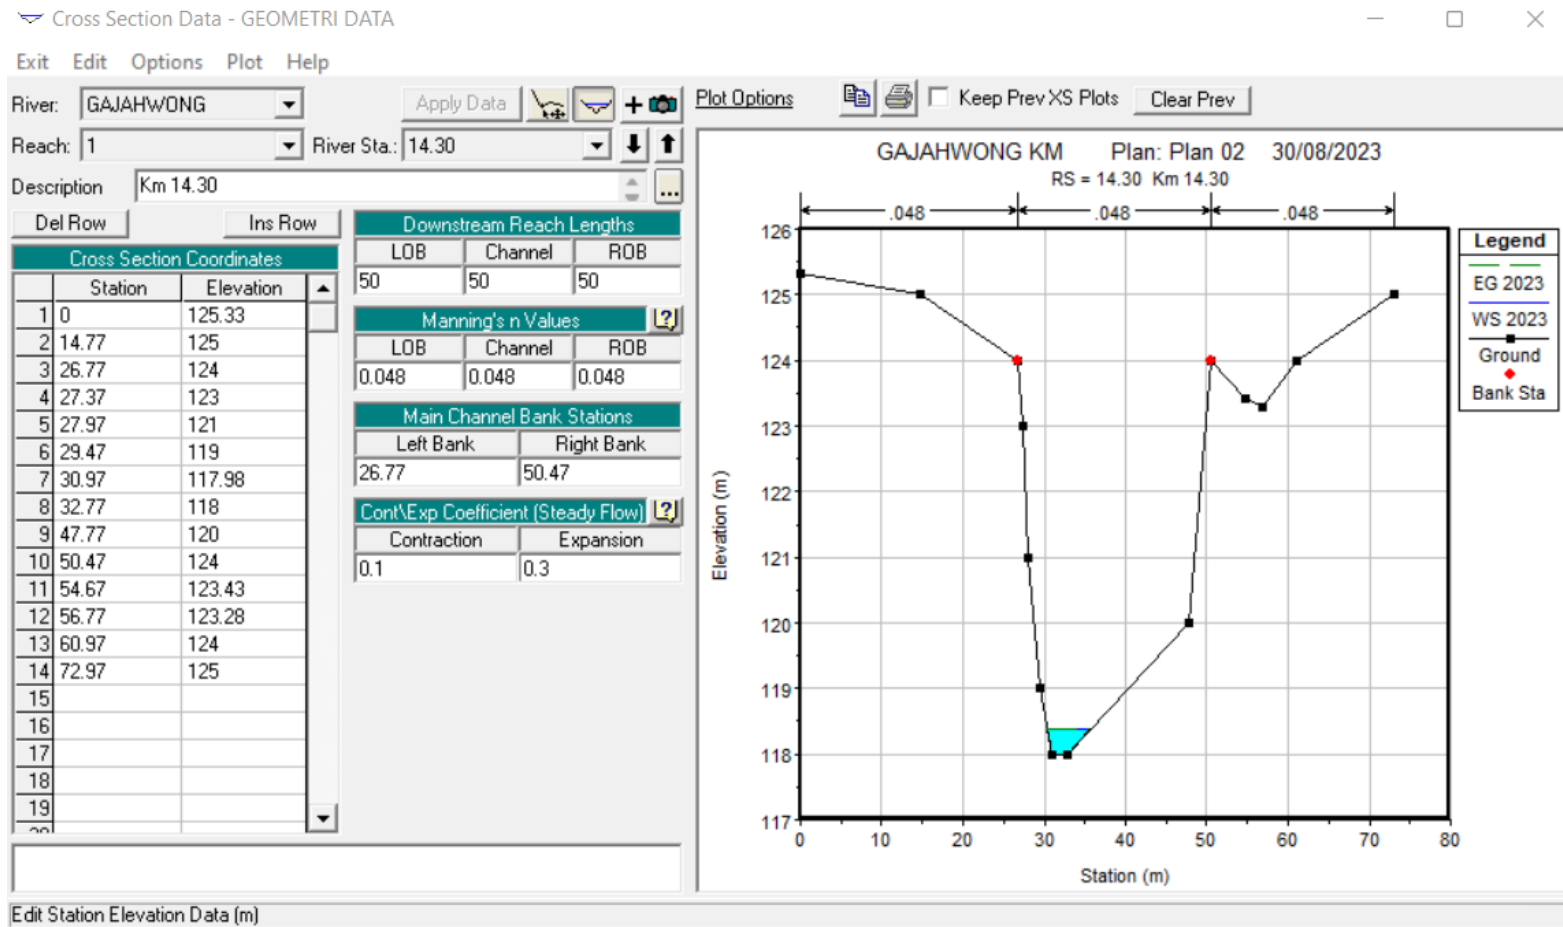 Cross Section Data - GEOMETRI DATA
Exit Edit Options Plot Help
River: GAJAHWONG Apply Data + Plot Options Keep Prev XS Plots Clear Prev
Reach: 1 River Sta.: 14.30
Description Km 14.30 ...
Del Row Ins Row
Cross Section Coordinates
Station Elevation
1 0 125.33
2 14.77 125
3 26.77 124
4 27.37 123
5 27.97 121
6 29.47 119
7 30.97 117.98
8 32.77 118
9 47.77 120
10 50.47 124
11 54.67 123.43
12 56.77 123.28
13 60.97 124
14 72.97 125
15
16
17
18
19
Downstream Reach Lengths
LOB Channel ROB
50 50 50
Manning's n Values ?
LOB Channel ROB
0.048 0.048 0.048
Main Channel Bank Stations
Left Bank Right Bank
26.77 50.47
Cont\Exp Coefficient (Steady Flow) ?
Contraction Expansion
0.1 0.3
GAJAHWONG KM Plan: Plan 02 30/08/2023
RS = 14.30 Km 14.30
.048 .048 .048
126
125
124
123
122
121
120
119
118
117
Elevation (m)
0 10 20 30 40 50 60 70 80
Station (m)
Legend
EG 2023
WS 2023
Ground
Bank Sta
Edit Station Elevation Data (m)